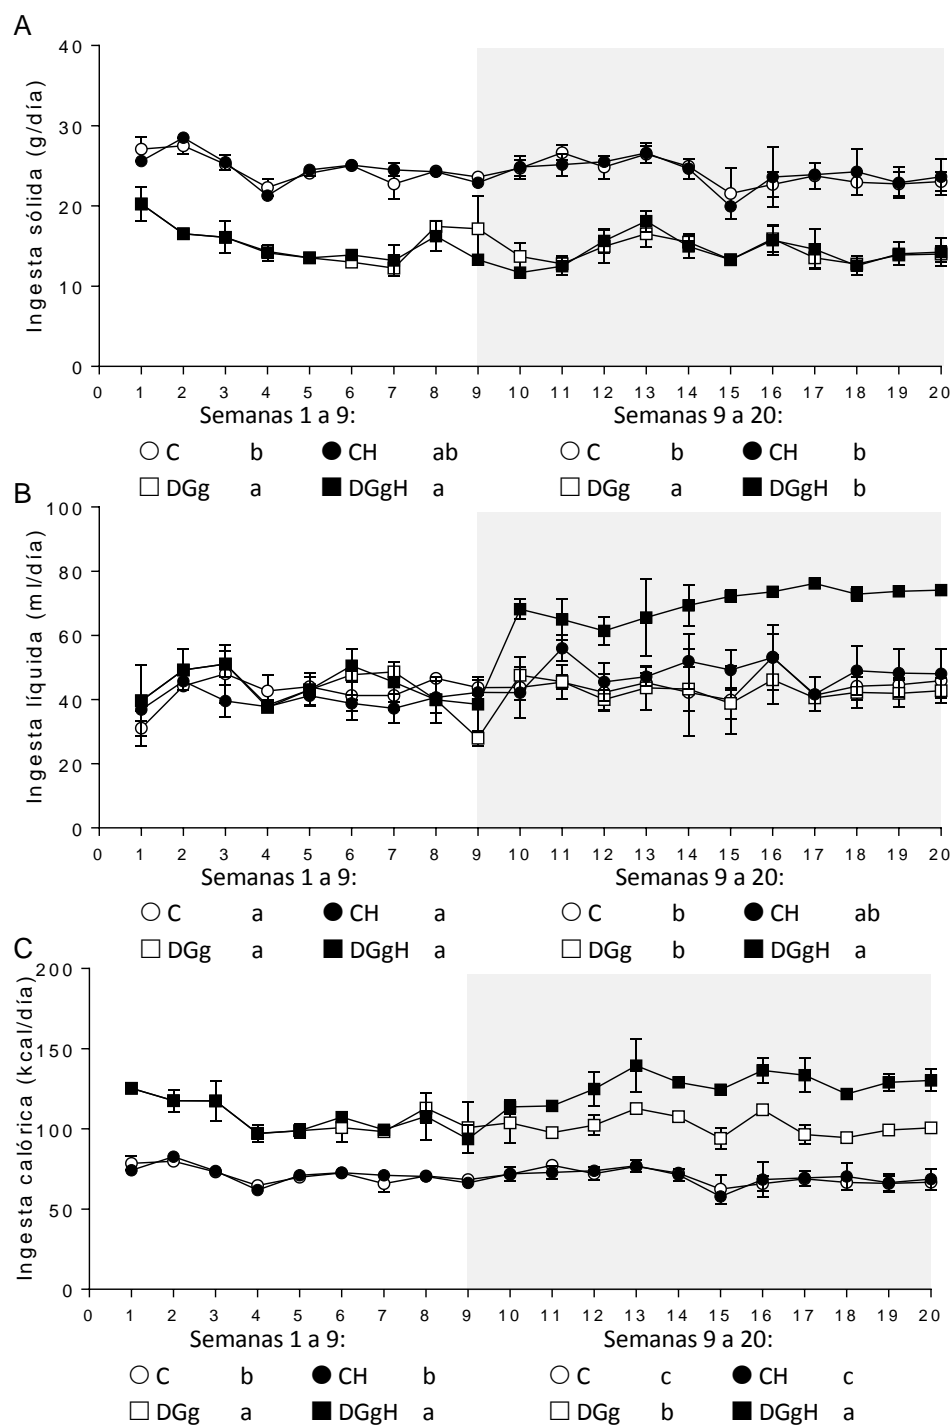 A
Ingesta sólida (g/día)
40
30
20
10
0
0 1 2 3 4 5 6 7 8 9 10 11 12 13 14 15 16 17 18 19 20
Semanas 1 a 9: Semanas 9 a 20:
C b CH ab C b CH b
DGg a DGgH a DGg a DGgH b
B
Ingesta líquida (ml/día)
100
80
60
40
20
0
0 1 2 3 4 5 6 7 8 9 10 11 12 13 14 15 16 17 18 19 20
Semanas 1 a 9: Semanas 9 a 20:
C a CH a C b CH ab
DGg a DGgH a DGg b DGgH a
C
Ingesta calórica (kcal/día)
200
150
100
50
0
0 1 2 3 4 5 6 7 8 9 10 11 12 13 14 15 16 17 18 19 20
Semanas 1 a 9: Semanas 9 a 20:
C b CH b C c CH c
DGg a DGgH a DGg b DGgH a